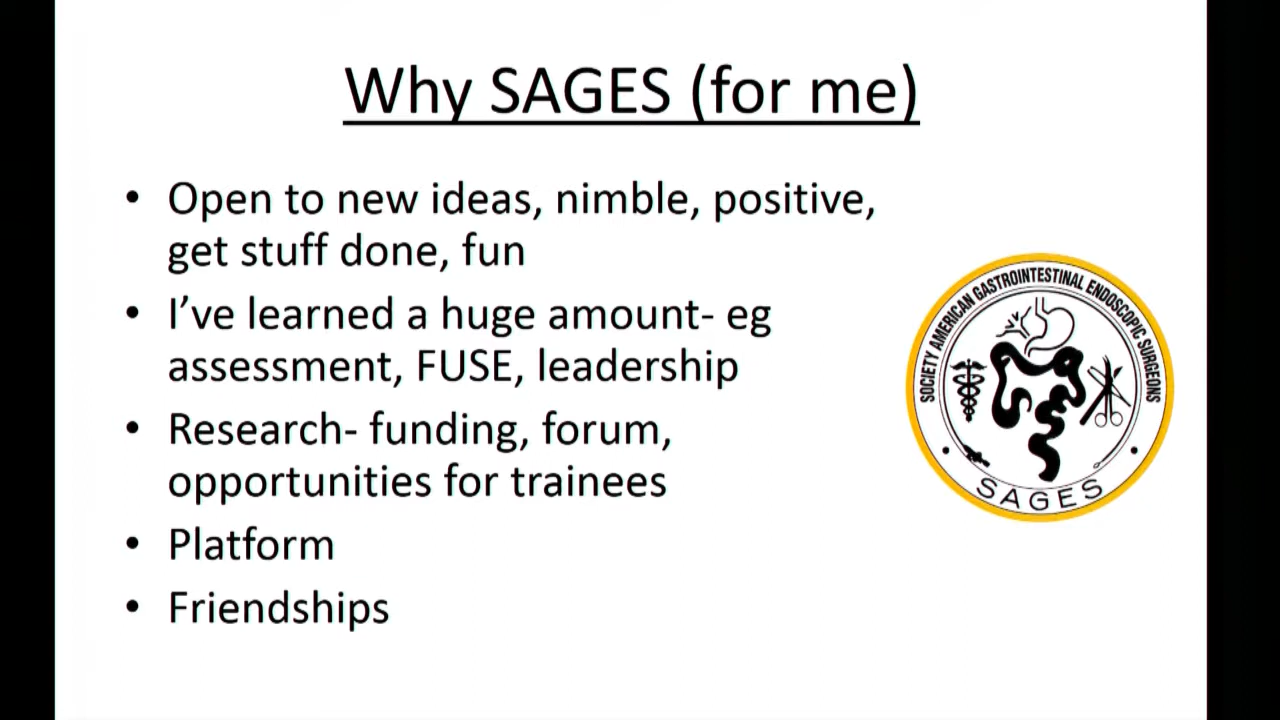 Why SAGES (for me)
• Open to new ideas, nimble, positive,
get stuff done, fun
• I’ve learned a huge amount- eg
assessment, FUSE, leadership
• Research- funding, forum,
opportunities for trainees
• Platform
• Friendships
SOCIETY AMERICAN GASTROINTESTINAL ENDOSCOPIC SURGEONS
SAGES